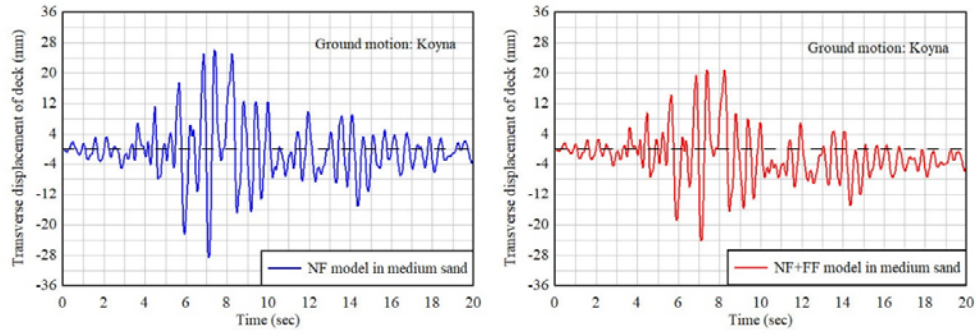 36
28
20
12
4
-4
-12
-20
-28
-36
Transverse displacement of deck (mm)
Ground motion: Koyna
NF model in medium sand
0 2 4 6 8 10 12 14 16 18 20
Time (sec)
36
28
20
12
4
-4
-12
-20
-28
-36
Transverse displacement of deck (mm)
Ground motion: Koyna
NF+FF model in medium sand
0 2 4 6 8 10 12 14 16 18 20
Time (sec)